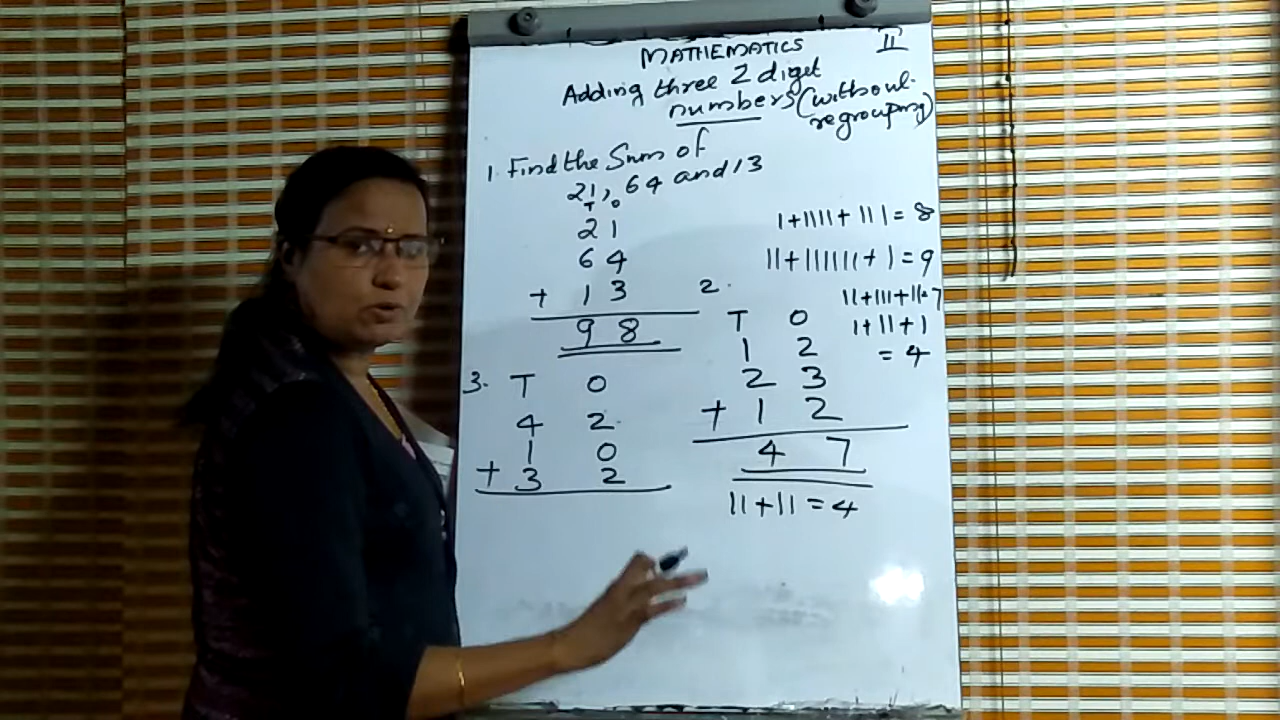 MATHEMATICS II
Adding three 2 diget
numbers (without
regrouping)
1. Find the Sum of
21, 64 and 13
T O
21
64
+ 13
98
1+1111+111=8
11+111111+1=9
2.
11+111+11=7
1+11+1
=4
T O
1 2
2 3
+ 1 2
4 7
11+11=4
3. T O
4 2
1 0
+ 3 2